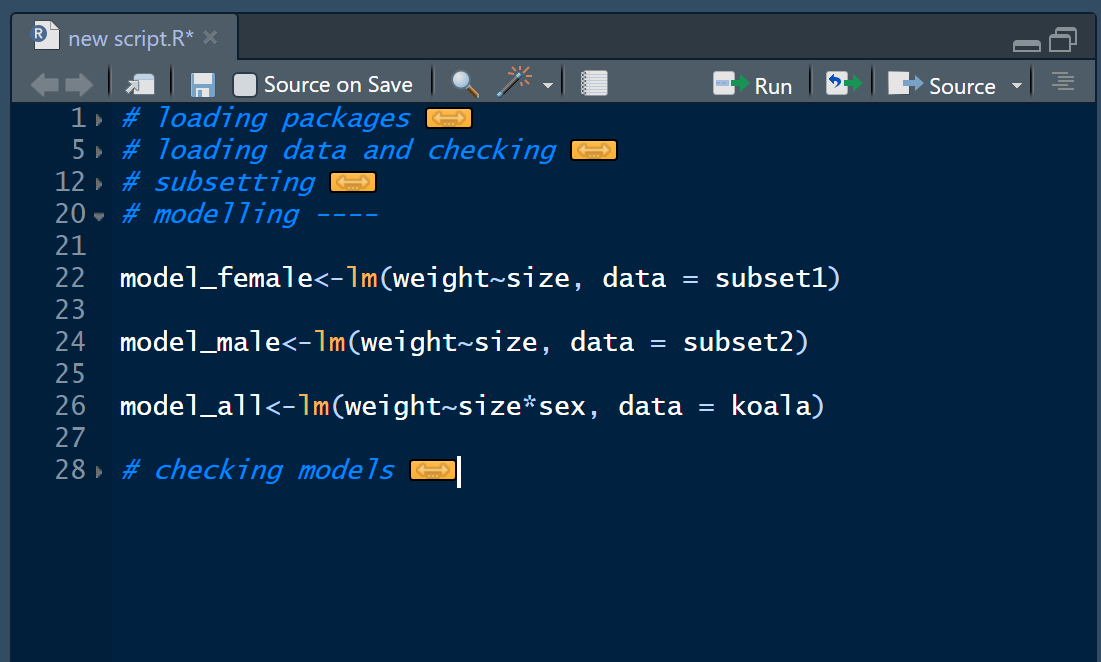 new script.R*
Source on Save Run Source
1 # loading packages
5 # loading data and checking
12 # subsetting
20 # modelling ----
21
22 model_female<-lm(weight~size, data = subset1)
23
24 model_male<-lm(weight~size, data = subset2)
25
26 model_all<-lm(weight~size*sex, data = koala)
27
28 # checking models